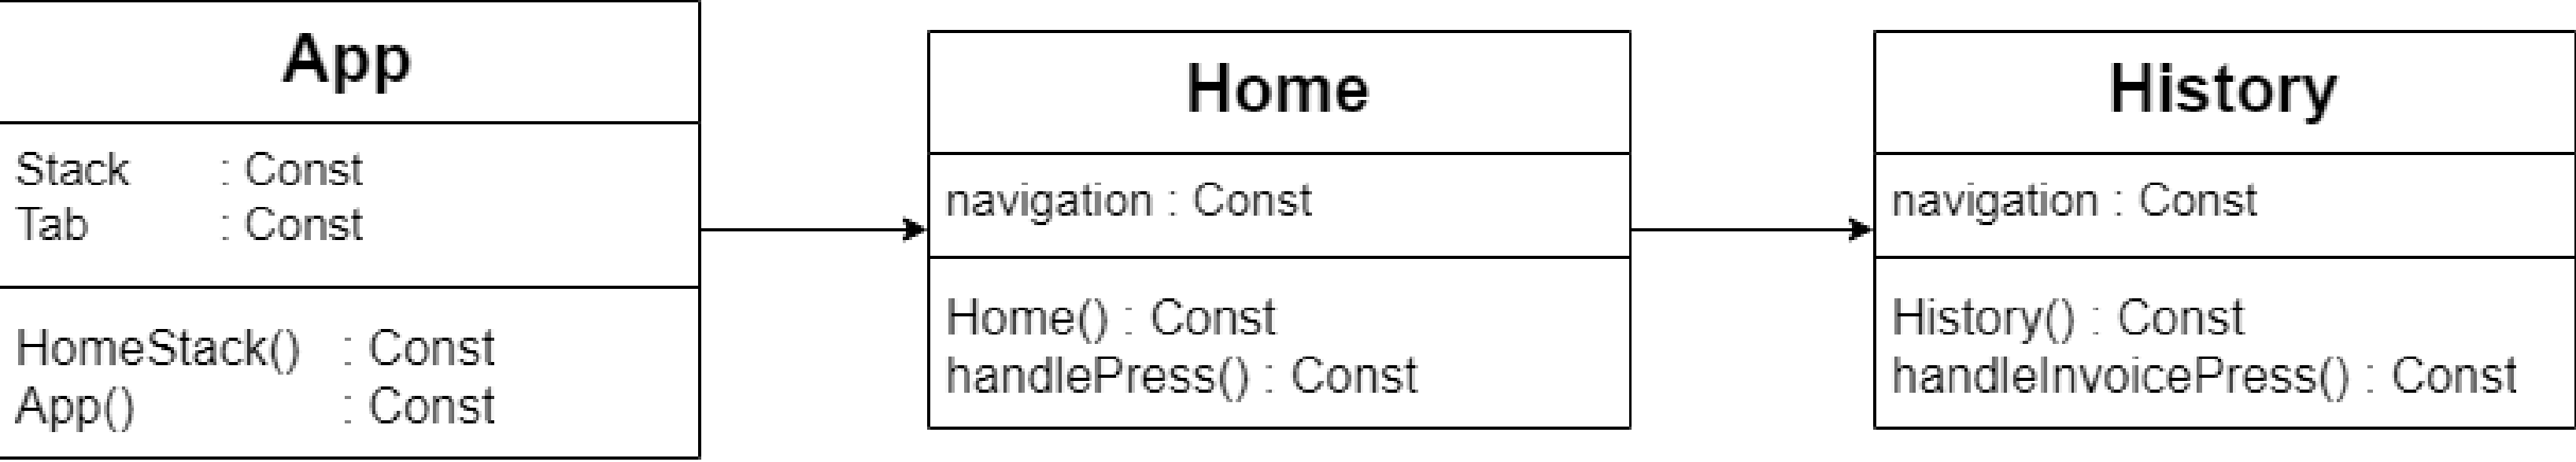 App
Stack : Const
Tab : Const
HomeStack() : Const
App() : Const
Home
navigation : Const
Home() : Const
handlePress() : Const
History
navigation : Const
History() : Const
handleInvoicePress() : Const